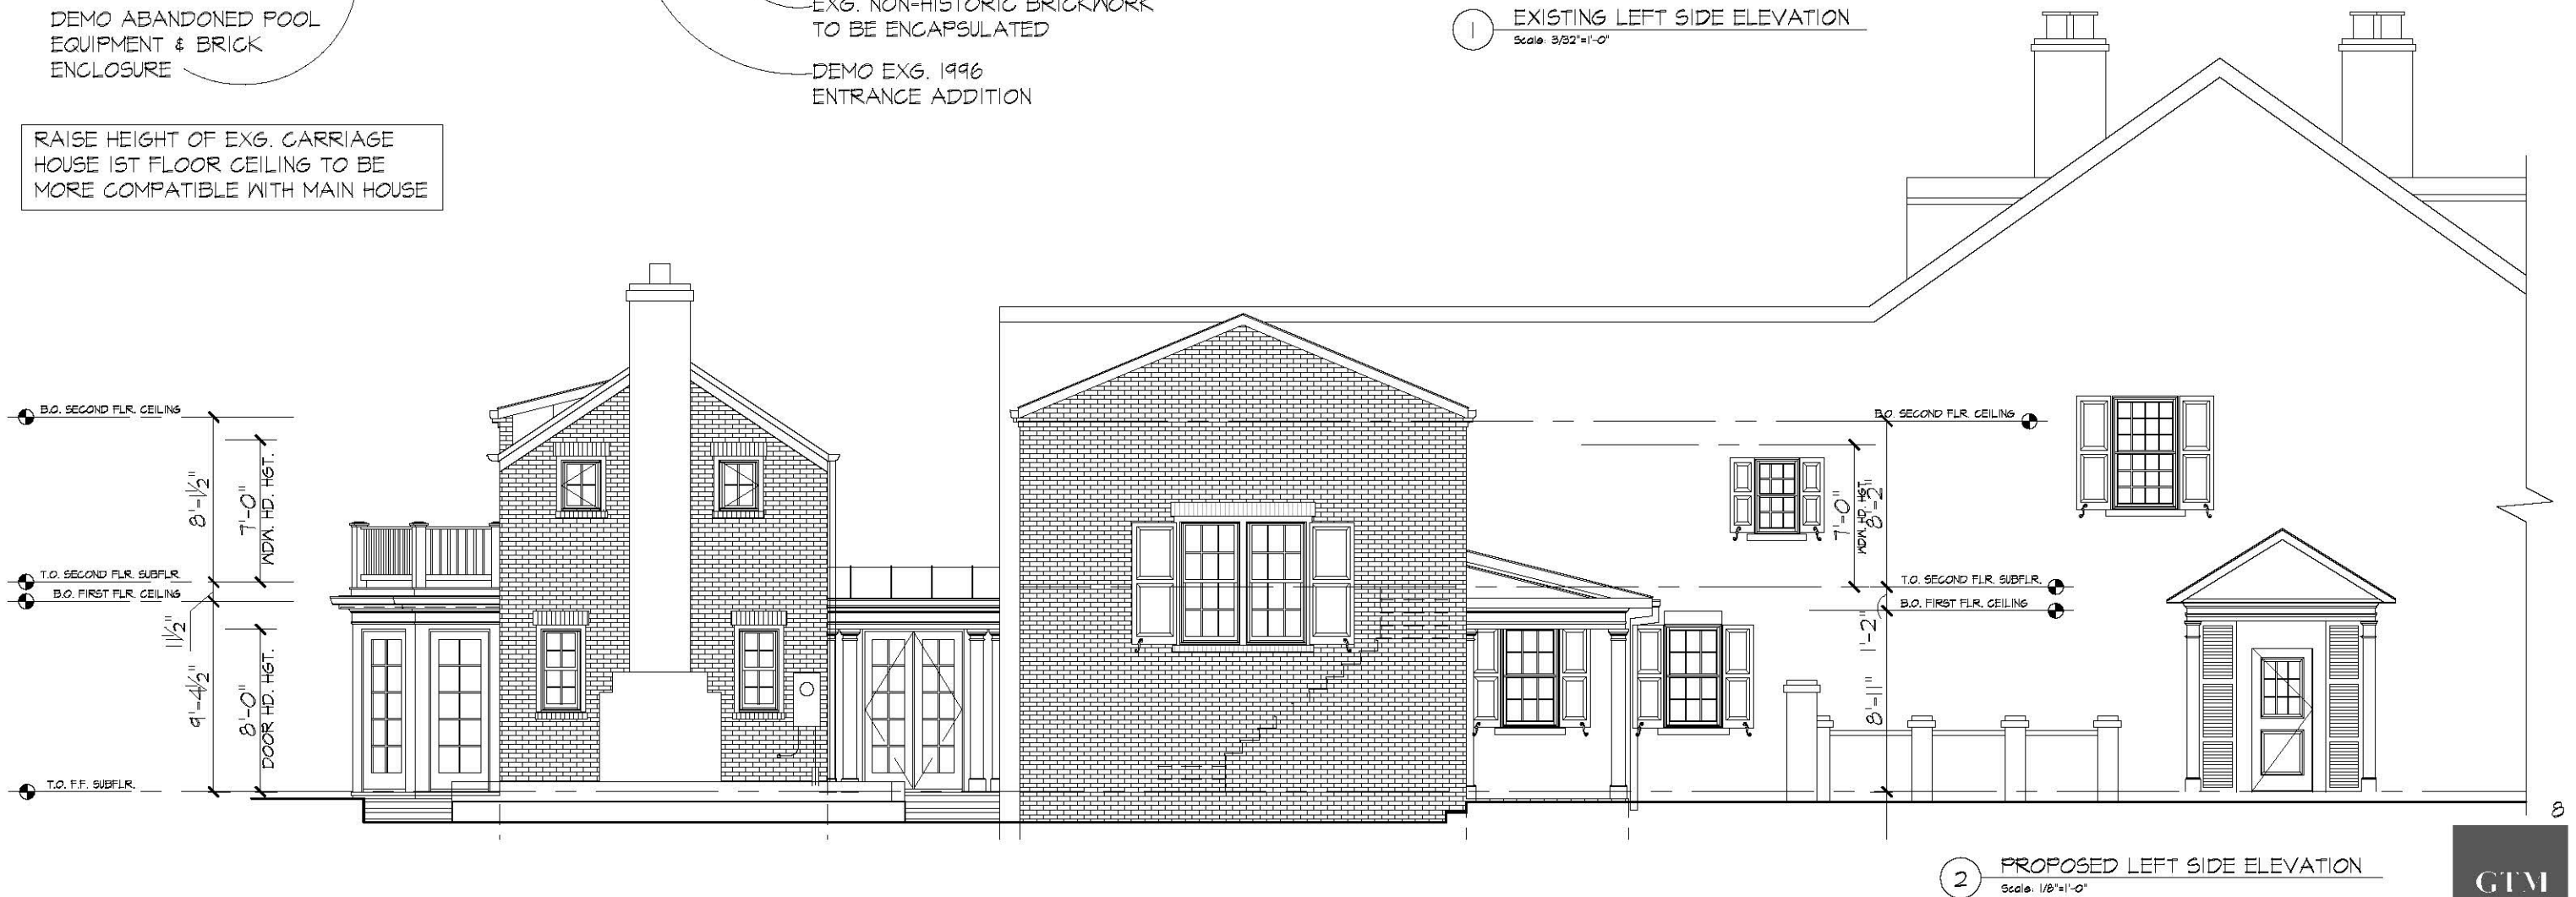 DEMO ABANDONED POOL
EQUIPMENT & BRICK
ENCLOSURE
EXG. NON-HISTORIC BRICKWORK
TO BE ENCAPSULATED
DEMO EXG. 1996
ENTRANCE ADDITION
1
EXISTING LEFT SIDE ELEVATION
Scale: 3/32"=1'-0"
RAISE HEIGHT OF EXG. CARRIAGE
HOUSE 1ST FLOOR CEILING TO BE
MORE COMPATIBLE WITH MAIN HOUSE
B.O. SECOND FLR. CEILING
8'-1½"
7'-0"
WDW. HD. HGT.
T.O. SECOND FLR. SUBFLR.
B.O. FIRST FLR. CEILING
11½"
9'-4½"
8'-0"
DOOR HD. HGT.
T.O. F.F. SUBFLR.
B.O. SECOND FLR. CEILING
7'-0"
WDW. HD. HGT.
8'-2"
T.O. SECOND FLR. SUBFLR.
B.O. FIRST FLR. CEILING
1'-2"
8'-11"
8
2
PROPOSED LEFT SIDE ELEVATION
Scale: 1/8"=1'-0"
GTM